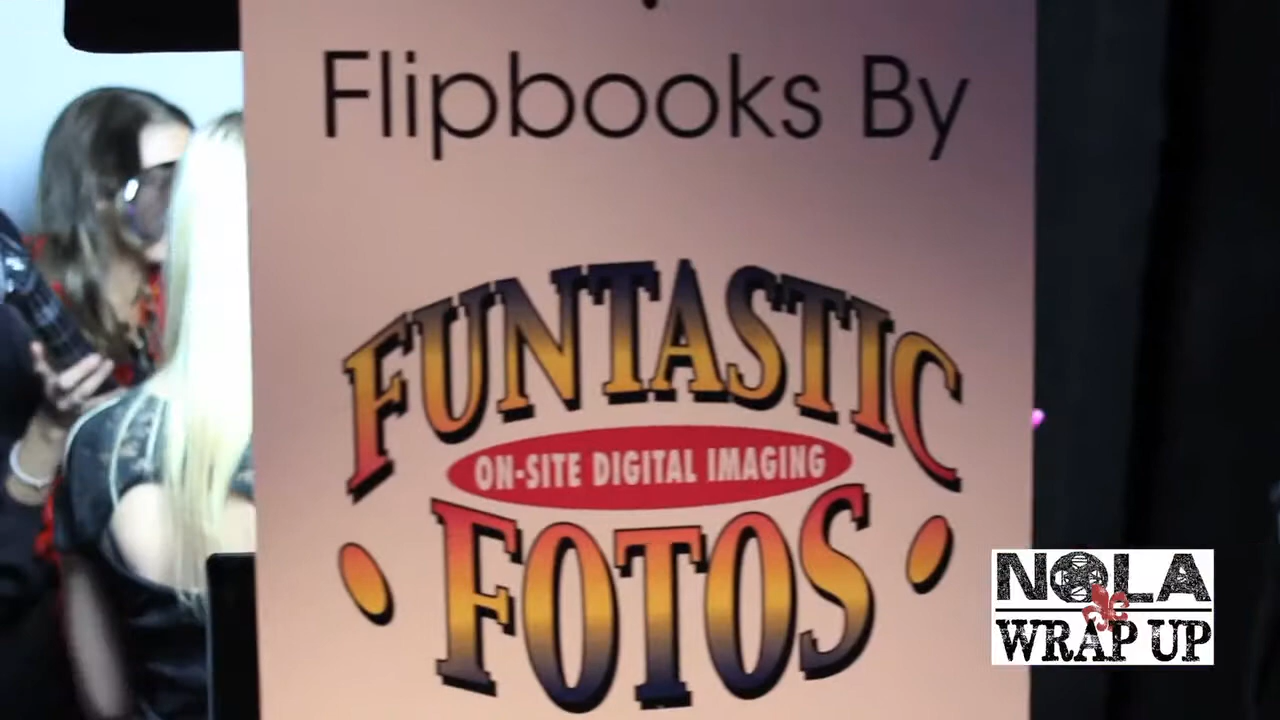 Flipbooks By
FUNTASTIC
ON-SITE DIGITAL IMAGING
FOTOS
NOLA
WRAP UP